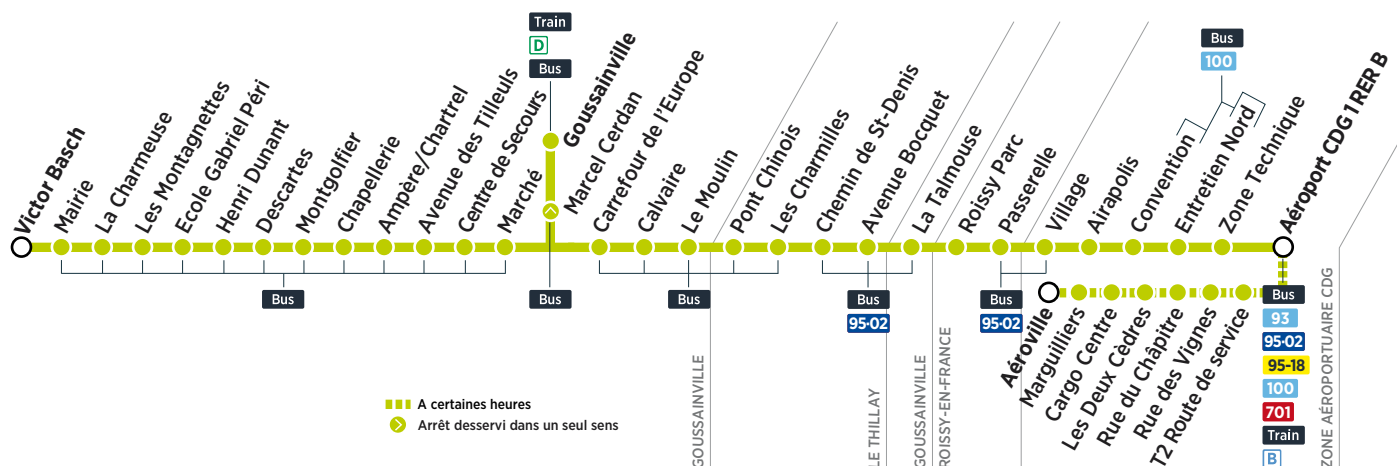 Train
D
Bus
Bus
100
Victor Basch
Mairie
La Charmeuse
Les Montagnettes
Ecole Gabriel Péri
Henri Dunant
Descartes
Montgolfier
Chapellerie
Ampère/Chartrel
Avenue des Tilleuls
Centre de Secours
Marché
Goussainville
Marcel Cerdan
Carrefour de l'Europe
Calvaire
Le Moulin
Pont Chinois
Les Charmilles
Chemin de St-Denis
Avenue Bocquet
La Talmouse
Roissy Parc
Passerelle
Village
Airapolis
Convention
Entretien Nord
Zone Technique
Aéroport CDG 1 RER B
Bus
Bus
Bus
Bus
95-02
Bus
95-02
Bus
93
95-02
95-18
100
701
Train
B
Aéroville
Marguilliers
Cargo Centre
Les Deux Cèdres
Rue du Châpitre
Rue des Vignes
T2 Route de service
GOUSSAINVILLE
LE THILLAY
GOUSSAINVILLE
ROISSY-EN-FRANCE
ZONE AÉROPORTUAIRE CDG
A certaines heures
Arrêt desservi dans un seul sens